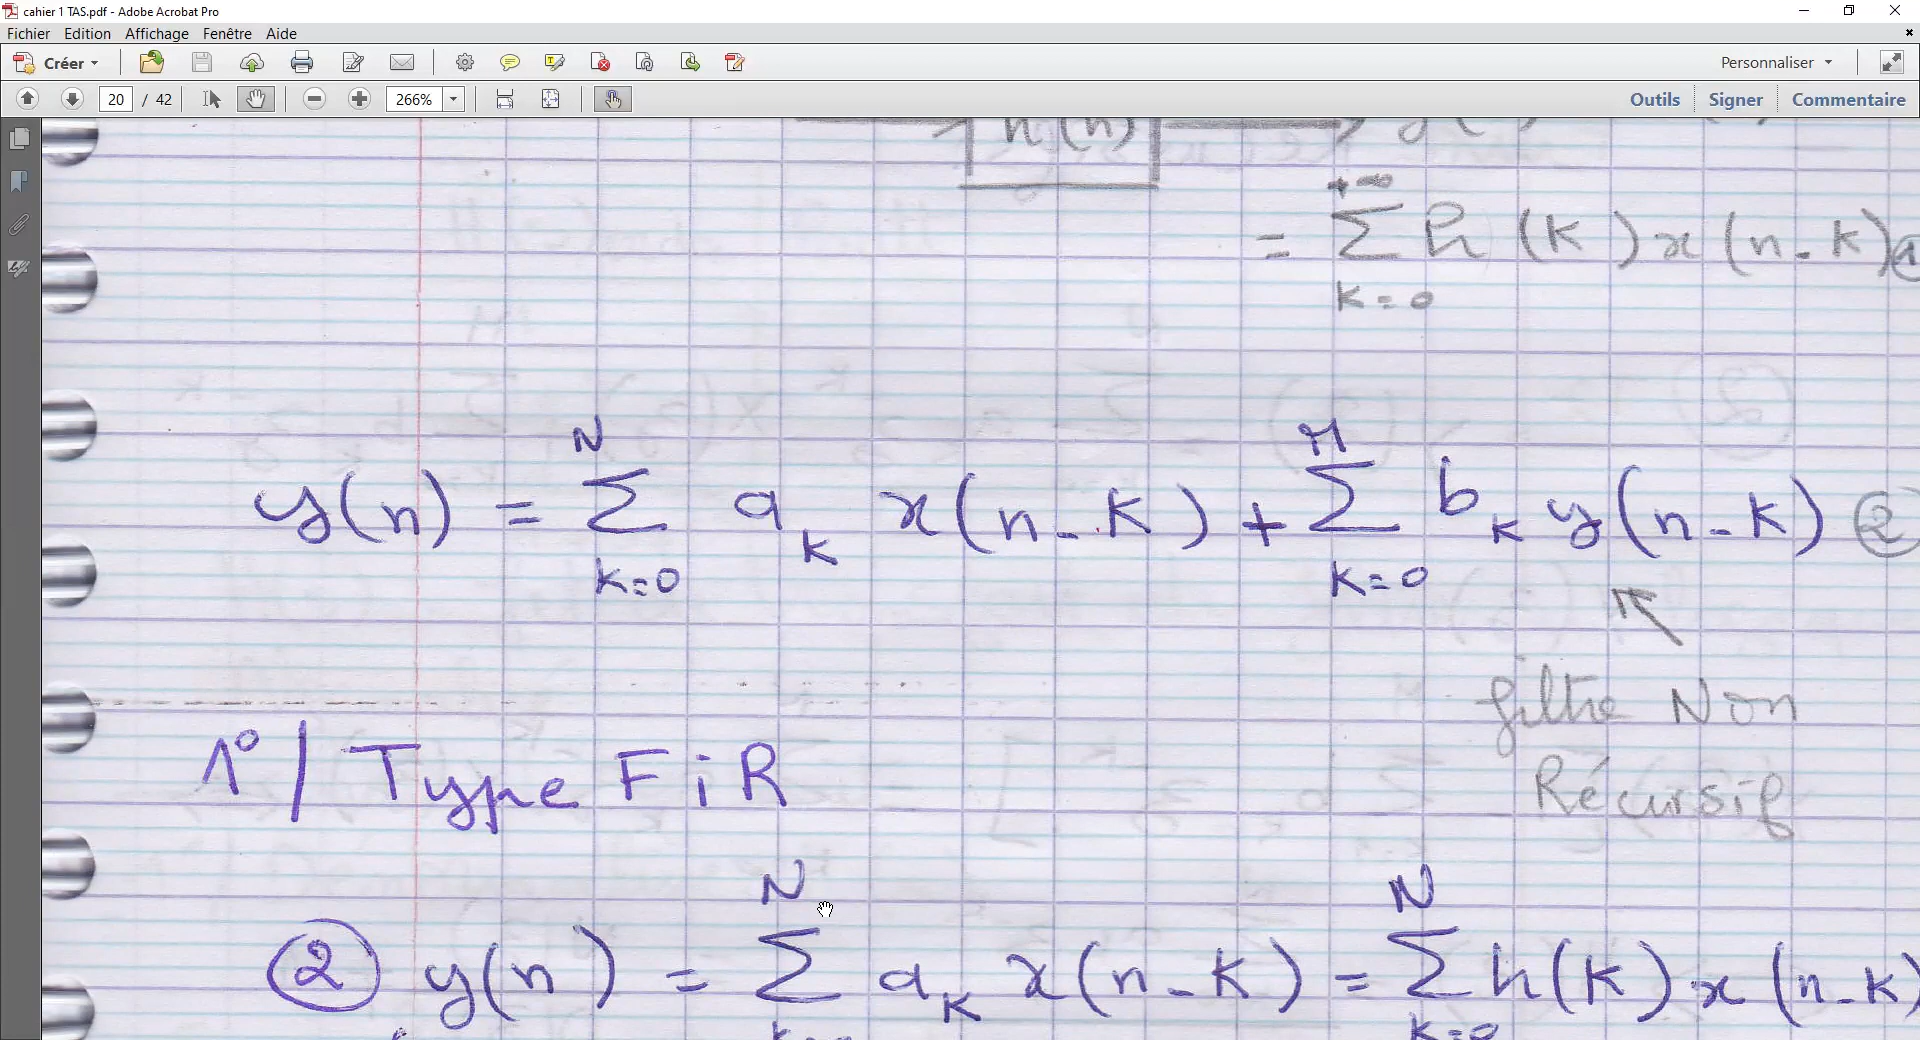 cahier 1 TAS.pdf - Adobe Acrobat Pro
Fichier Edition Affichage Fenêtre Aide
Créer
Personnaliser
20 / 42
266%
Outils Signer Commentaire
h(n)
+∞
= Σ h(k) x(n-k) 1
k=0
N M
y(n) = Σ a_k x(n-k) + Σ b_k y(n-k) 2
k=0 k=0
filtre Non
Récursif
1°/ Type FiR
N N
2 y(n) = Σ a_k x(n-k) = Σ h(k) x(n-k)
k=0